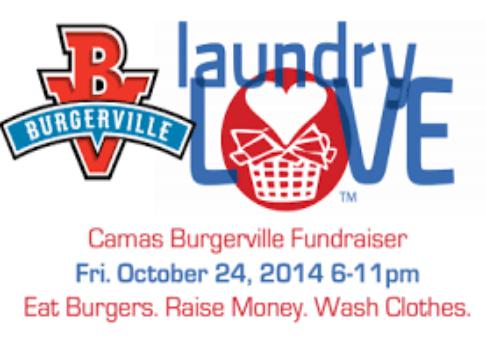 BV
BURGERVILLE
laundry
LOVE
TM
Camas Burgerville Fundraiser
Fri. October 24, 2014 6-11pm
Eat Burgers. Raise Money. Wash Clothes.